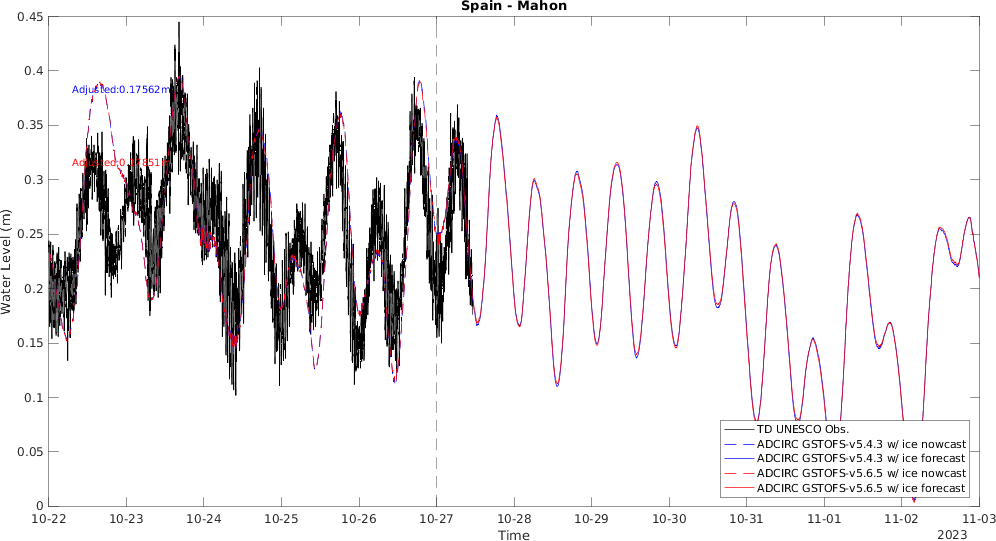 Spain - Mahon
0.45
0.4
0.35
0.3
0.25
0.2
0.15
0.1
0.05
0
Water Level (m)
Adjusted:0.17562m
TD UNESCO Obs.
ADCIRC GSTOFS-v5.4.3 w/ ice nowcast
ADCIRC GSTOFS-v5.4.3 w/ ice forecast
ADCIRC GSTOFS-v5.6.5 w/ ice nowcast
ADCIRC GSTOFS-v5.6.5 w/ ice forecast
10-22 10-23 10-24 10-25 10-26 10-27 10-28 10-29 10-30 10-31 11-01 11-02 11-03
Time
2023